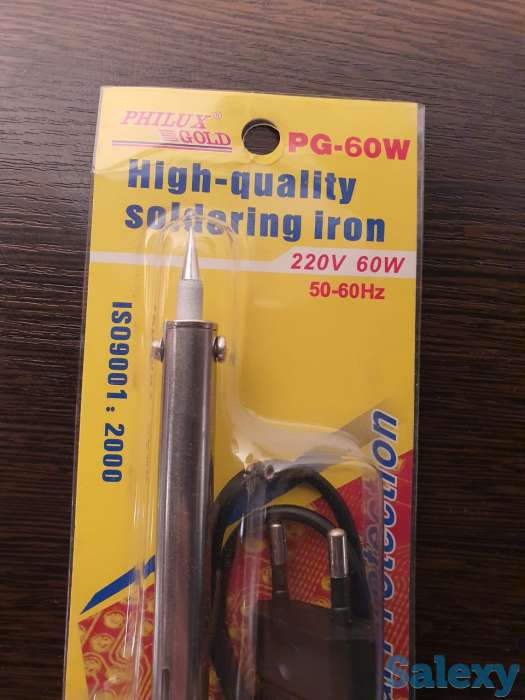 PHILUX®
GOLD
PG-60W
High-quality
soldering iron
220V 60W
50-60Hz
ISO9001: 2000
Salexy